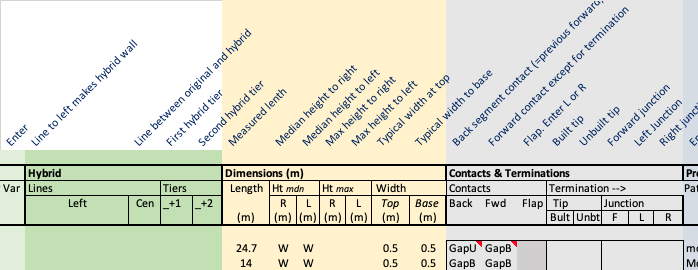 Enter
Line to left makes hybrid wall
Line between original and hybrid
First hybrid tier
Second hybrid tier
Measured lenth
Median height to right
Median height to left
Max height to right
Max height to left
Typical width at top
Typical width to base
Back segment contact (=previous forward,
Forward contact except for termination
Flap. Enter L or R
Built tip
Unbuilt tip
Forward junction
Left Junction
Right junc
Hybrid Dimensions (m) Contacts & Terminations
Var Lines Tiers Length Ht mdn Ht max Width Contacts Termination --> Pat
Left Cen _+1 _+2 R L R L Top Base Back Fwd Flap Tip Junction
(m) (m) (m) (m) (m) (m) (m) Bult Unbt F L R
24.7 W W 0.5 0.5 GapU GapB
14 W W 0.5 0.5 GapB GapB